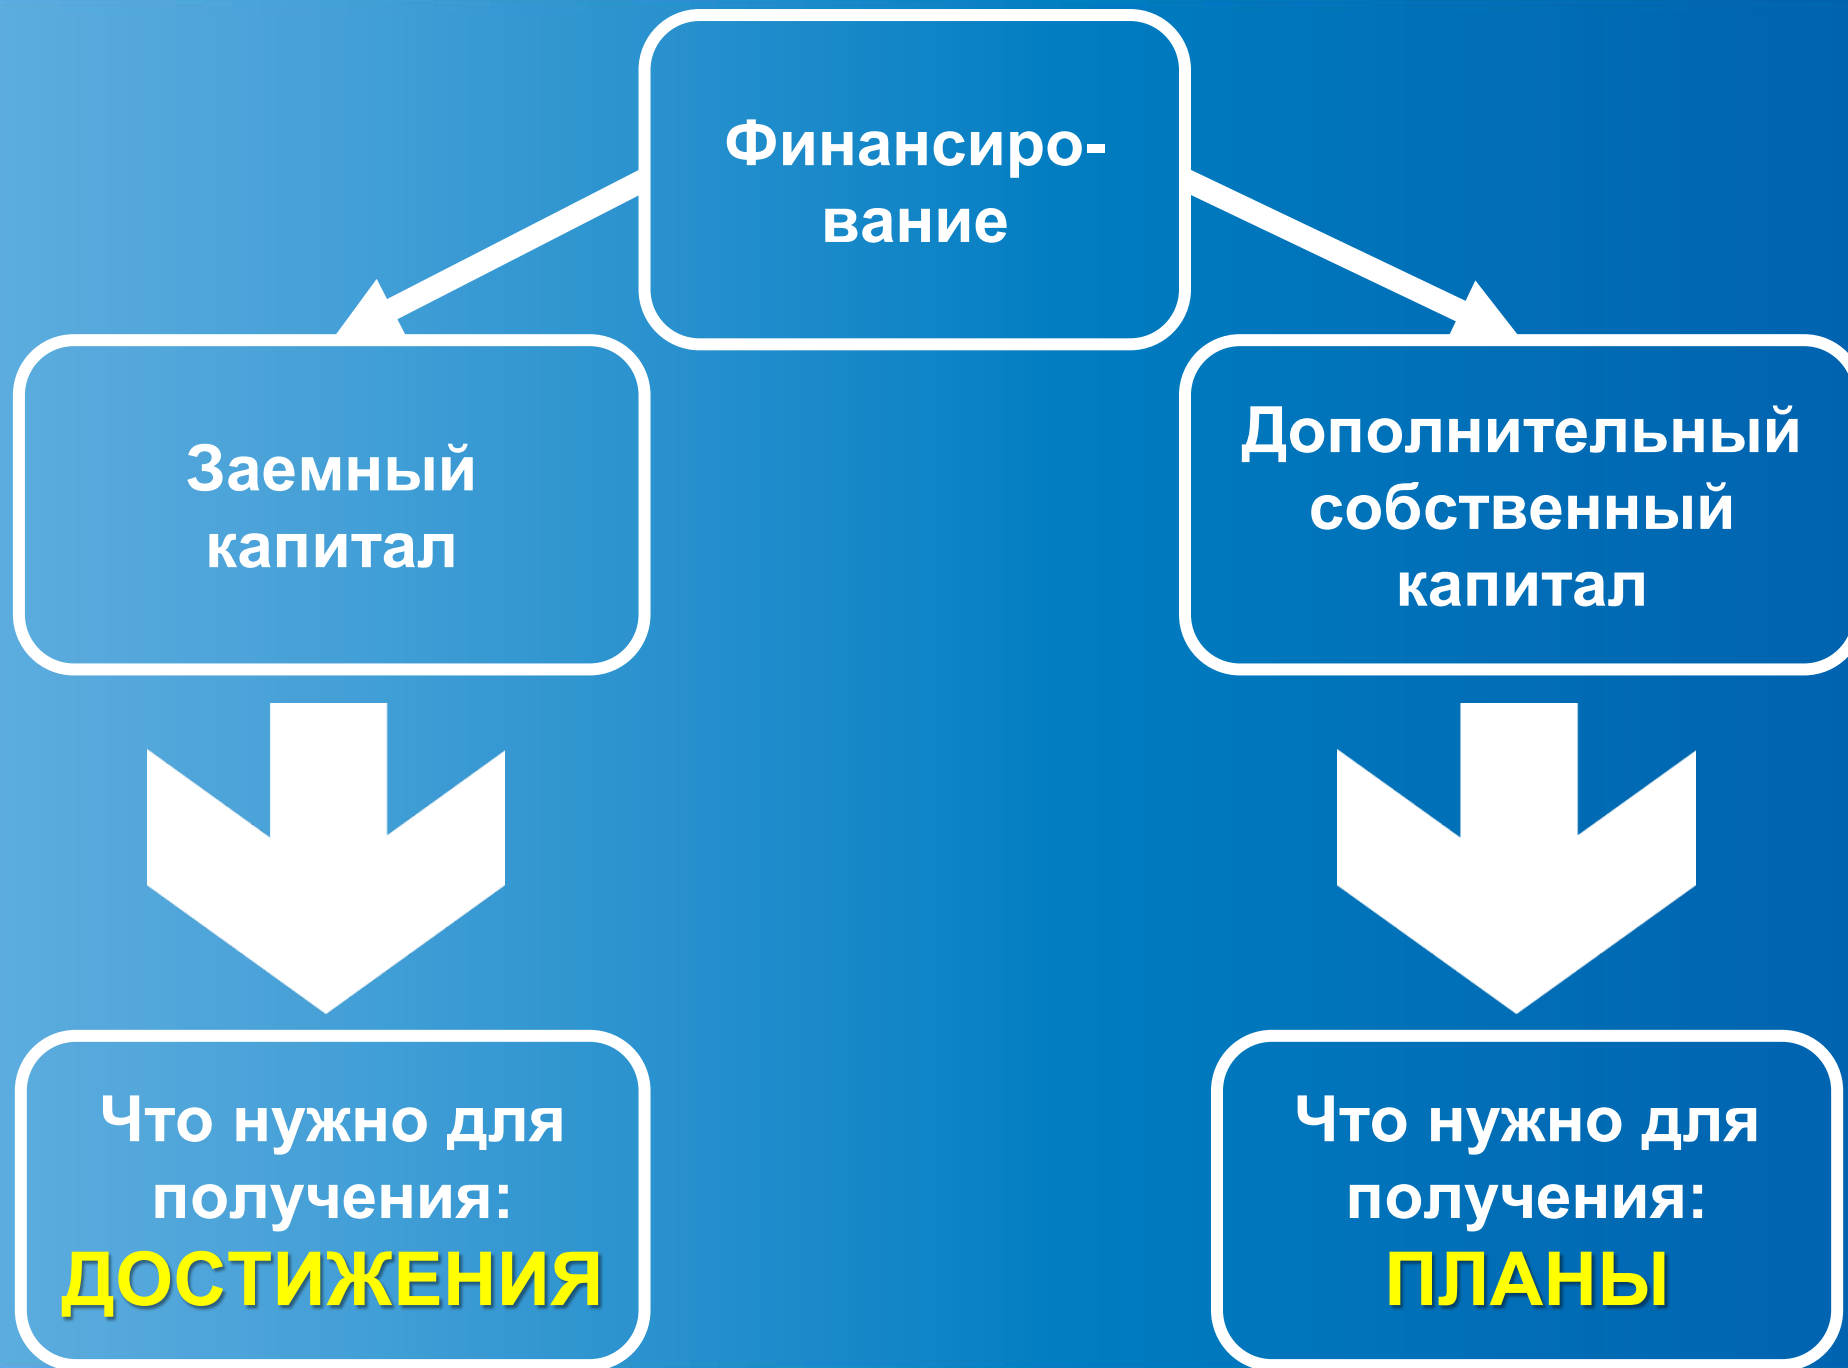 Финансиро-
вание
Заемный
капитал
Дополнительный
собственный
капитал
Что нужно для
получения:
ДОСТИЖЕНИЯ
Что нужно для
получения:
ПЛАНЫ